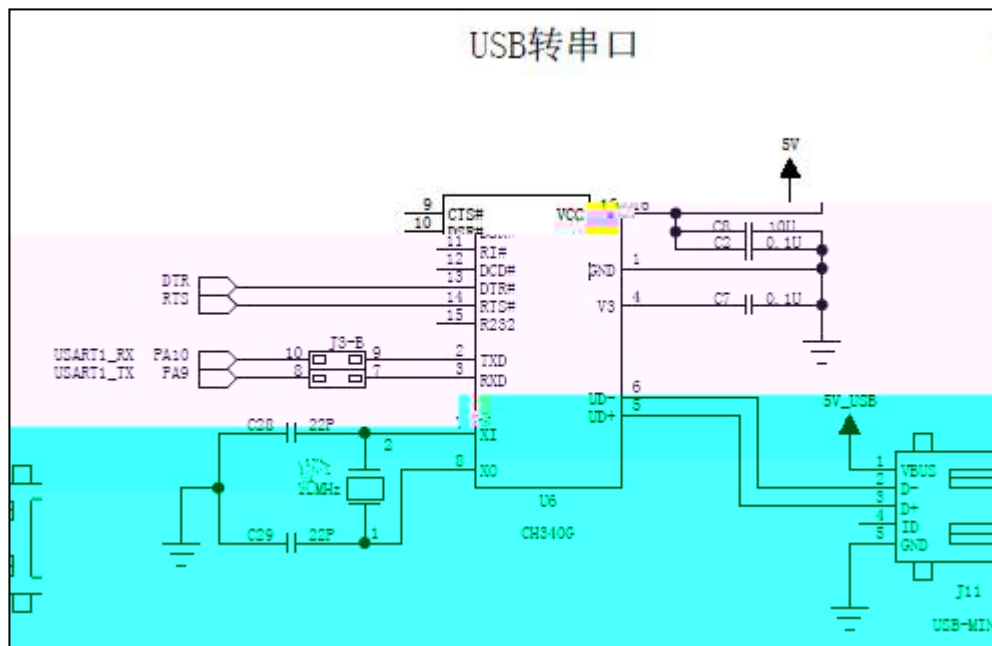 USB转串口
5V
9 CTS# VCC
10
C8 10U
C2 0.1U
11 RI#
12 DCD# GND 1
DTR 13 DTR#
RTS 14 RTS# V3 4 C7 0.1U
15 R232
J3-B
USART1_RX PA10 10 9 2 TXD
USART1_TX PA9 8 7 3 RXD
UD- 6
UD+ 5
5V_USB
C28 22P 2 XI
8 XO
1 VBUS
2 D-
3 D+
4 ID
5 GND
C29 22P 1
U6
CH340G
J11